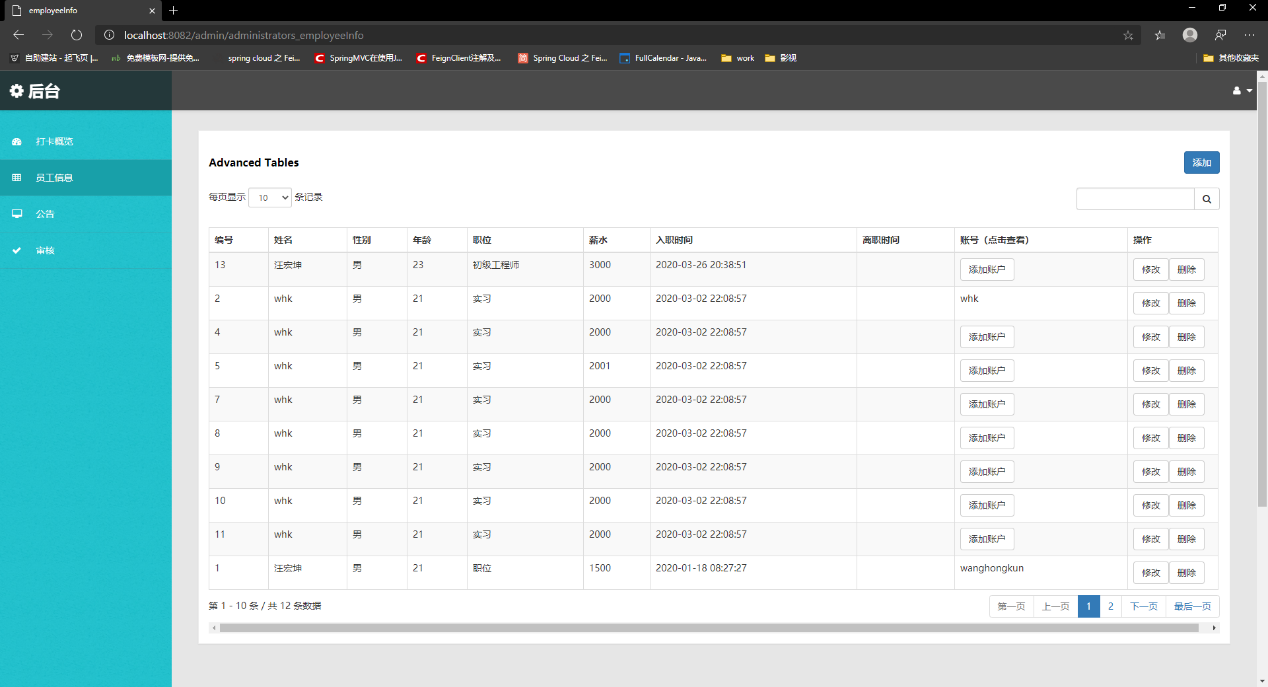 employeeInfo
localhost:8082/admin/administrators_employeeInfo
自助建站 - 起飞页 |... 免费模板网-提供免... spring cloud 之 Fei... SpringMVC在使用J... FeignClient注解及... Spring Cloud 之 Fei... FullCalendar - Java... work 影视 其他收藏夹
后台
打卡概览
员工信息
公告
审核
Advanced Tables 添加
每页显示 10 条记录
编号 姓名 性别 年龄 职位 薪水 入职时间 离职时间 账号（点击查看） 操作
13 汪宏坤 男 23 初级工程师 3000 2020-03-26 20:38:51 添加账户 修改 删除
2 whk 男 21 实习 2000 2020-03-02 22:08:57 whk 修改 删除
4 whk 男 21 实习 2000 2020-03-02 22:08:57 添加账户 修改 删除
5 whk 男 21 实习 2001 2020-03-02 22:08:57 添加账户 修改 删除
7 whk 男 21 实习 2000 2020-03-02 22:08:57 添加账户 修改 删除
8 whk 男 21 实习 2000 2020-03-02 22:08:57 添加账户 修改 删除
9 whk 男 21 实习 2000 2020-03-02 22:08:57 添加账户 修改 删除
10 whk 男 21 实习 2000 2020-03-02 22:08:57 添加账户 修改 删除
11 whk 男 21 实习 2000 2020-03-02 22:08:57 添加账户 修改 删除
1 汪宏坤 男 21 职位 1500 2020-01-18 08:27:27 wanghongkun 修改 删除
第 1 - 10 条 / 共 12 条数据 第一页 上一页 1 2 下一页 最后一页